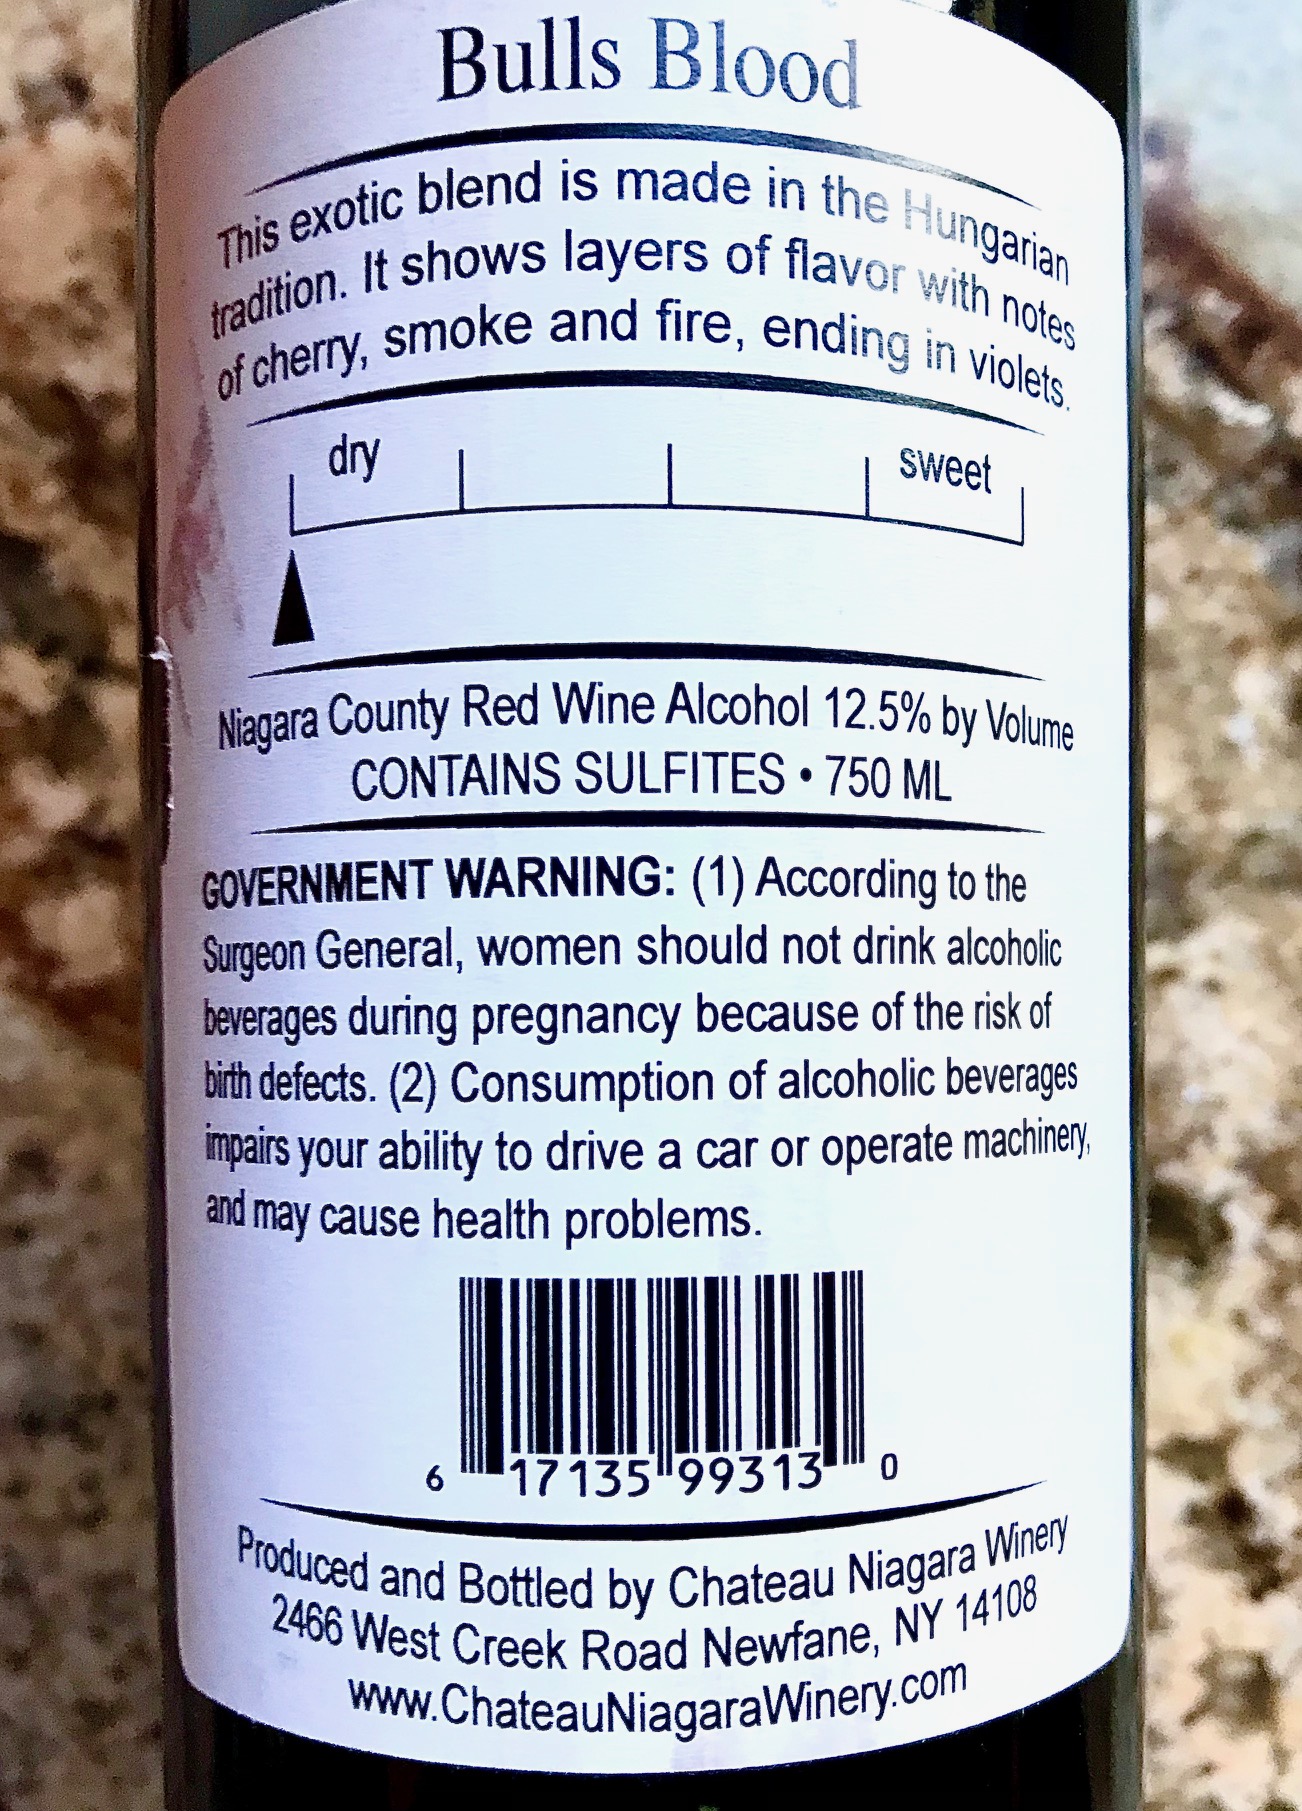 Bulls Blood
This exotic blend is made in the Hungarian
tradition. It shows layers of flavor with notes
of cherry, smoke and fire, ending in violets.
dry sweet
Niagara County Red Wine Alcohol 12.5% by Volume
CONTAINS SULFITES • 750 ML
GOVERNMENT WARNING: (1) According to the
Surgeon General, women should not drink alcoholic
beverages during pregnancy because of the risk of
birth defects. (2) Consumption of alcoholic beverages
impairs your ability to drive a car or operate machinery,
and may cause health problems.
6 17135 99313 0
Produced and Bottled by Chateau Niagara Winery
2466 West Creek Road Newfane, NY 14108
www.ChateauNiagaraWinery.com